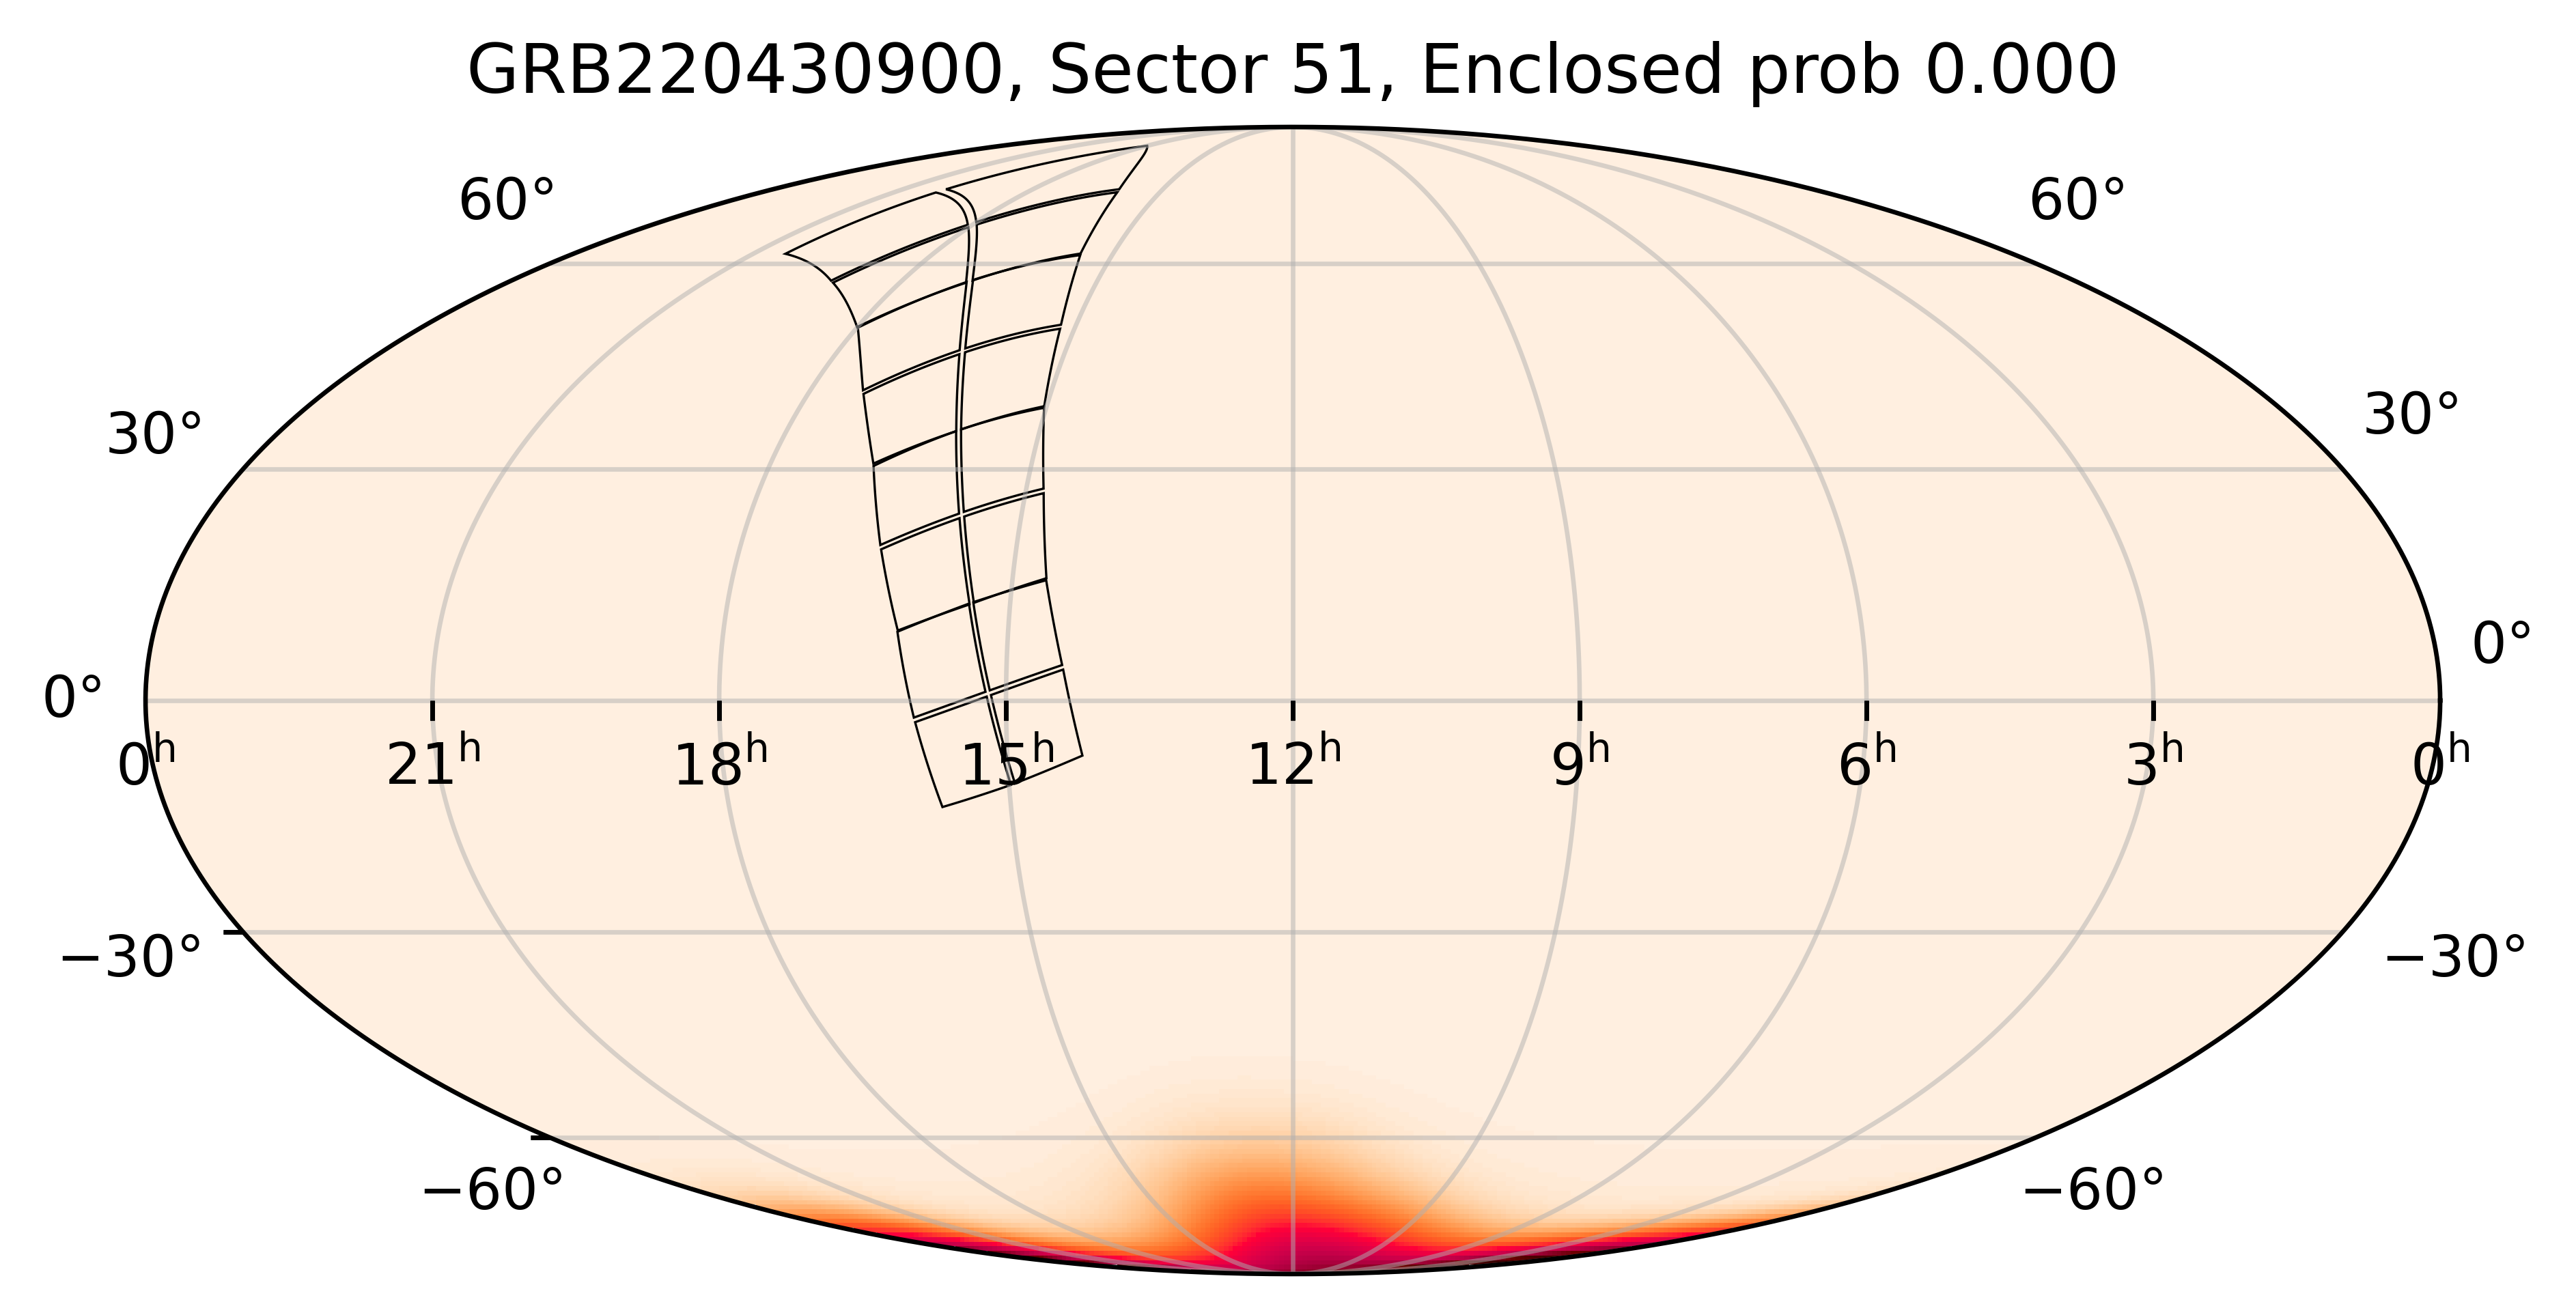 GRB220430900, Sector 51, Enclosed prob 0.000
60° 60°
30° 30°
0° 0°
0h 21h 18h 15h 12h 9h 6h 3h 0h
−30° −30°
−60° −60°